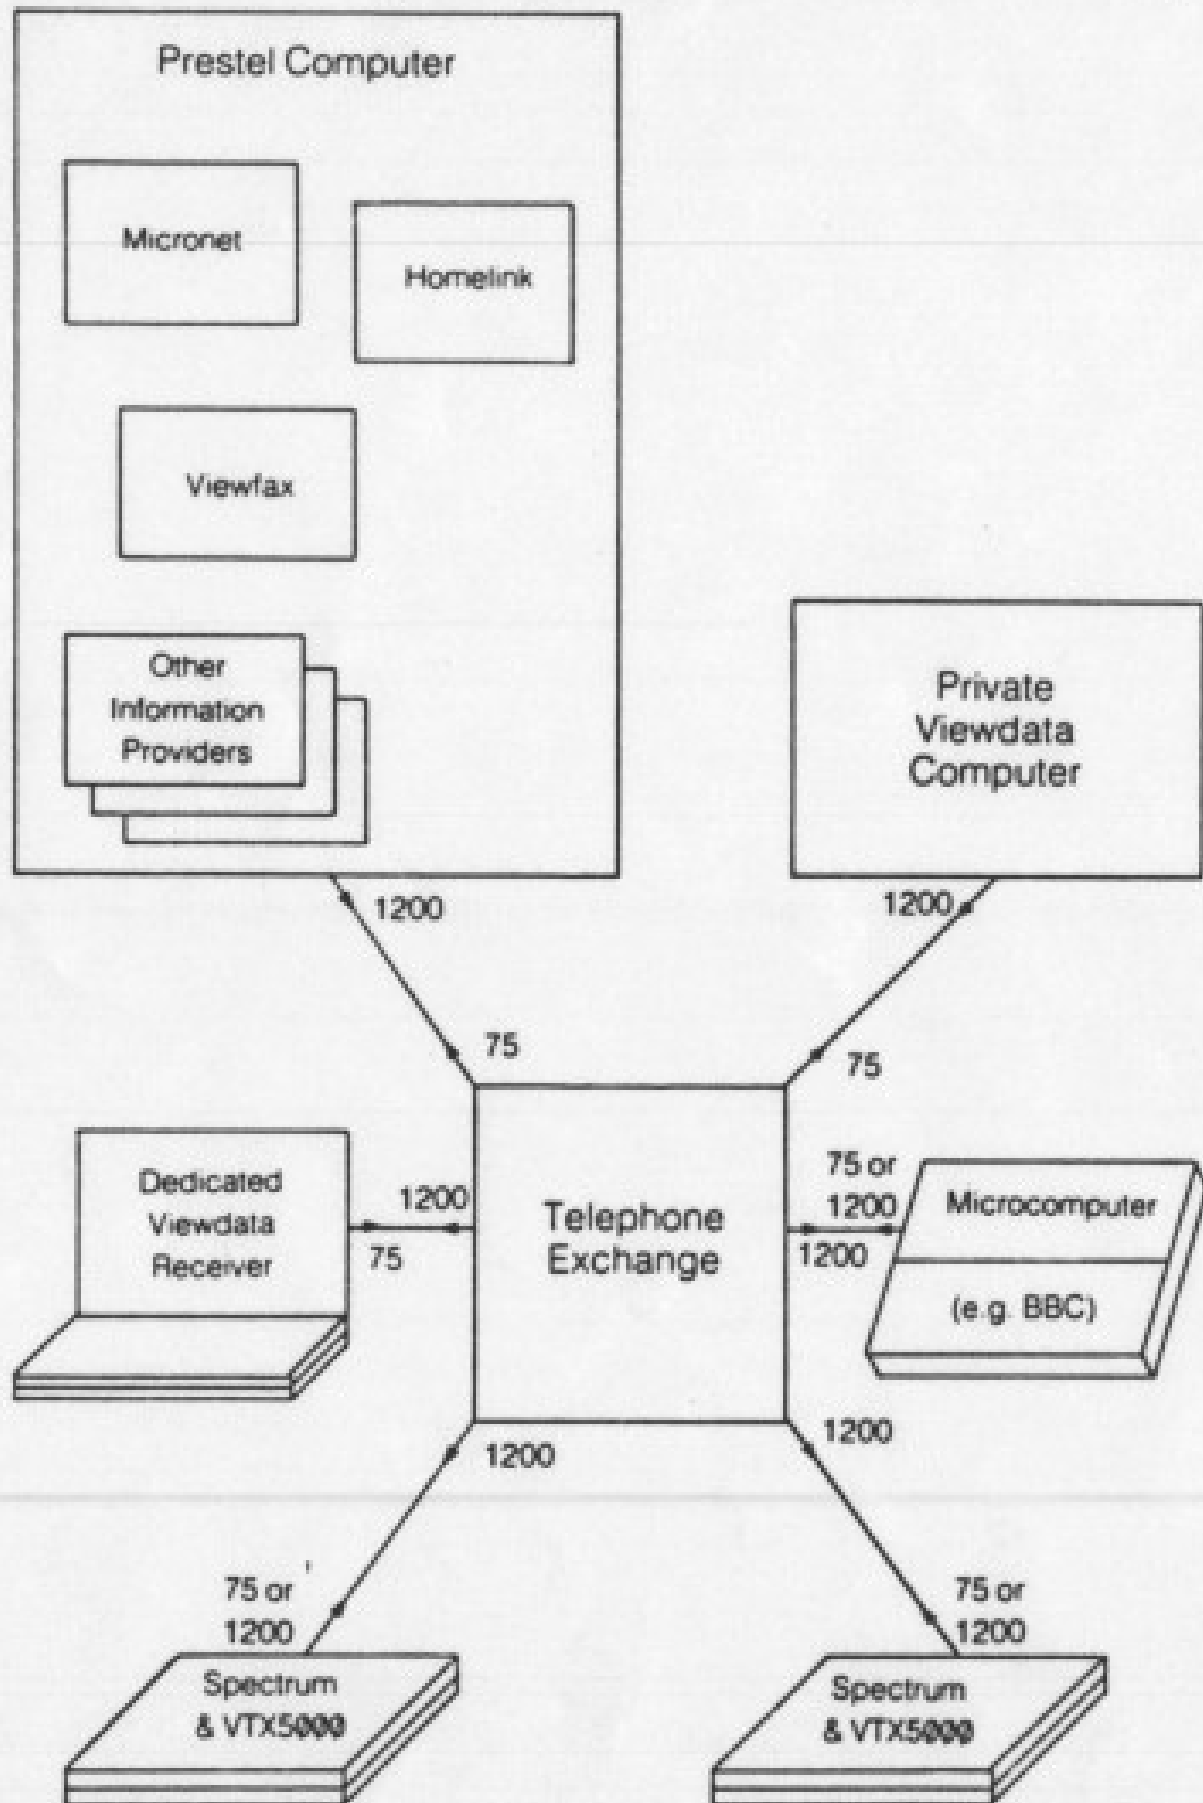 Prestel Computer
Micronet
Homelink
Viewfax
Other
Information
Providers
Private
Viewdata
Computer
1200
1200
75
75
Dedicated
Viewdata
Receiver
1200
75
Telephone
Exchange
75 or
1200
1200
Microcomputer
(e.g. BBC)
1200
1200
75 or
1200
75 or
1200
Spectrum
& VTX5000
Spectrum
& VTX5000